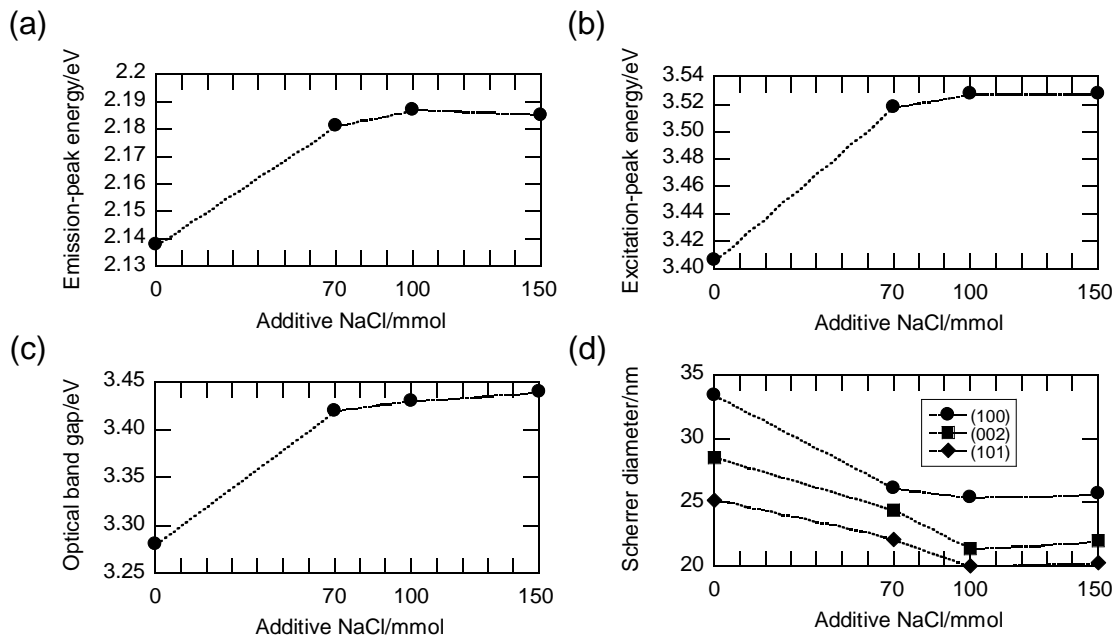 (a)
Emission-peak energy/eV
2.2
2.19
2.18
2.17
2.16
2.15
2.14
2.13
0 70 100 150
Additive NaCl/mmol
(b)
Excitation-peak energy/eV
3.54
3.52
3.50
3.48
3.46
3.44
3.42
3.40
0 70 100 150
Additive NaCl/mmol
(c)
Optical band gap/eV
3.45
3.40
3.35
3.30
3.25
0 70 100 150
Additive NaCl/mmol
(d)
Scherrer diameter/nm
35
30
25
20
(100)
(002)
(101)
0 70 100 150
Additive NaCl/mmol